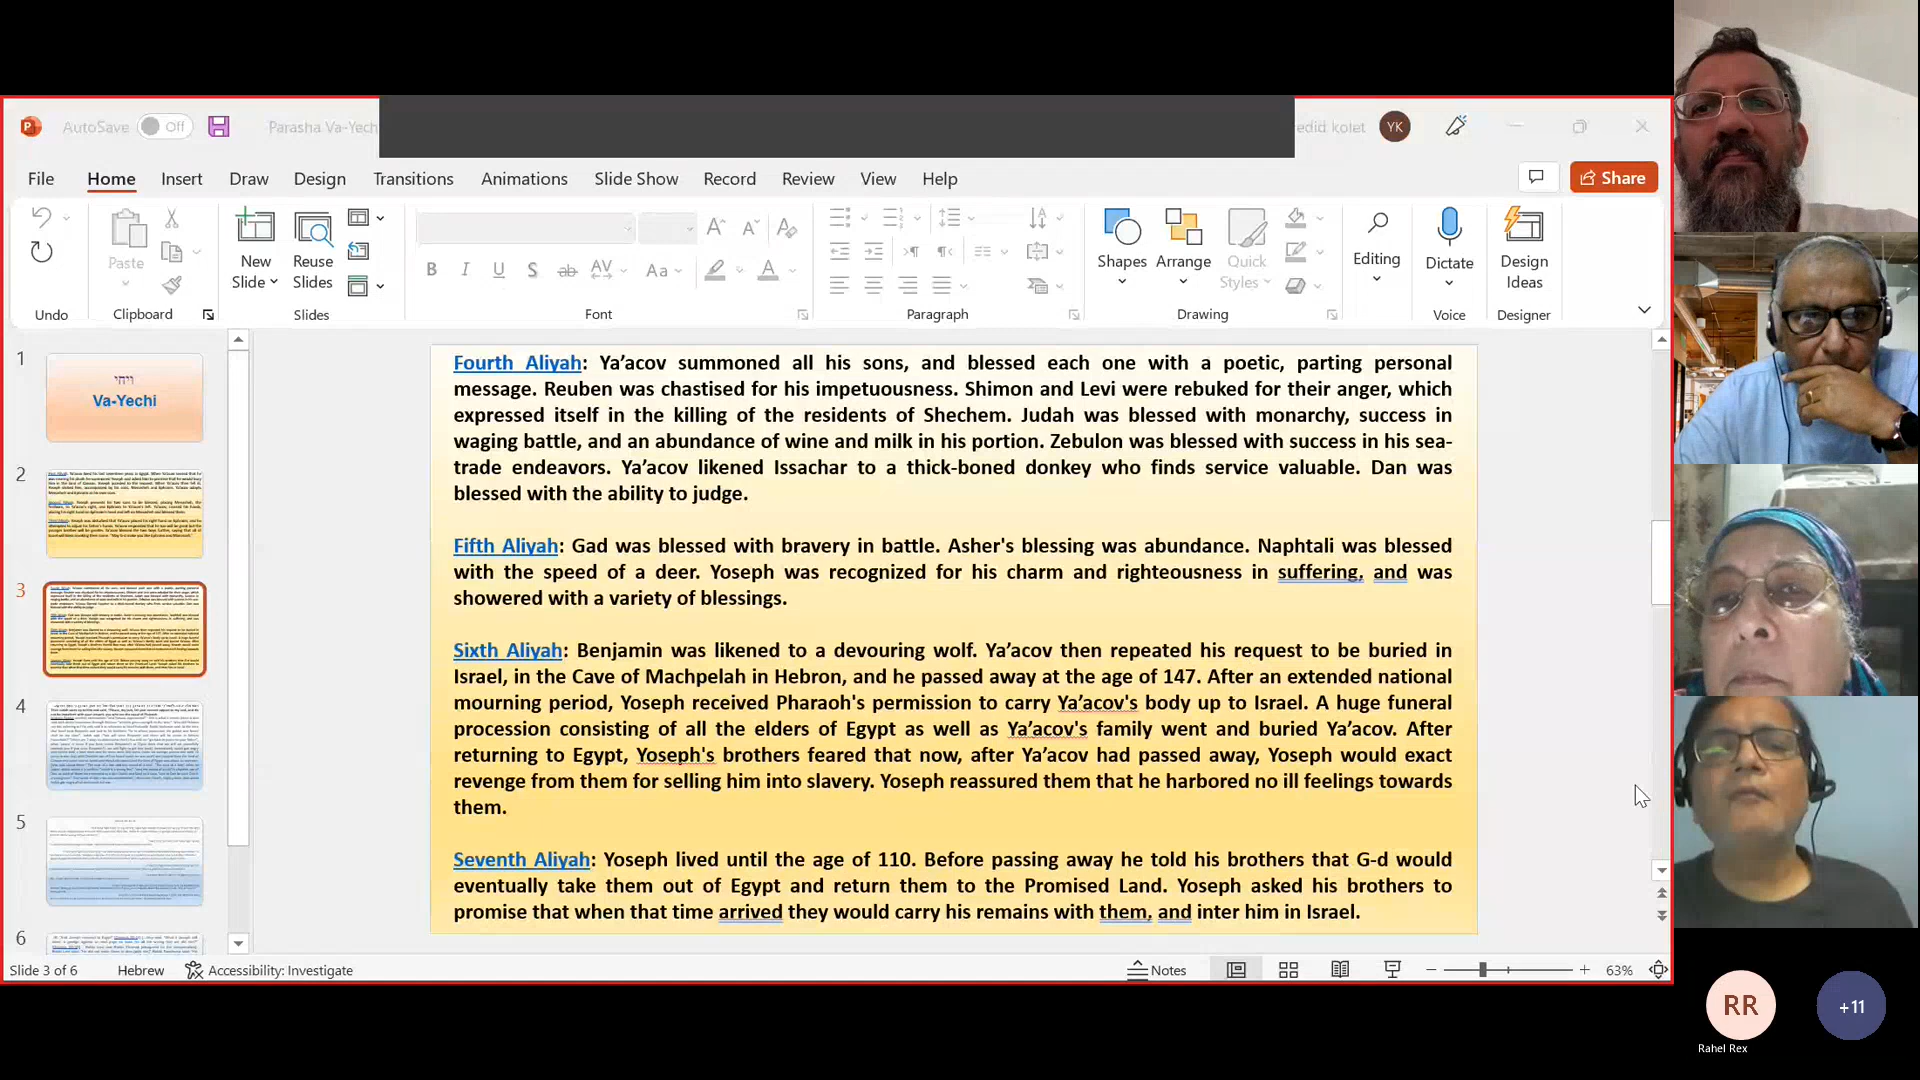 AutoSave Off Parasha Va-Yech
edid kolet YK
File Home Insert Draw Design Transitions Animations Slide Show Record Review View Help Share
Paste
New Slide
Reuse Slides
B I U S ab AV Aa A
Shapes
Arrange
Quick Styles
Editing
Dictate
Design Ideas
Undo Clipboard Slides Font Paragraph Drawing Voice Designer
1
ויחי
Va-Yechi
2
3
4
5
6
Fourth Aliyah: Ya’acov summoned all his sons, and blessed each one with a poetic, parting personal
message. Reuben was chastised for his impetuousness. Shimon and Levi were rebuked for their anger, which
expressed itself in the killing of the residents of Shechem. Judah was blessed with monarchy, success in
waging battle, and an abundance of wine and milk in his portion. Zebulon was blessed with success in his sea-
trade endeavors. Ya’acov likened Issachar to a thick-boned donkey who finds service valuable. Dan was
blessed with the ability to judge.
Fifth Aliyah: Gad was blessed with bravery in battle. Asher's blessing was abundance. Naphtali was blessed
with the speed of a deer. Yoseph was recognized for his charm and righteousness in suffering, and was
showered with a variety of blessings.
Sixth Aliyah: Benjamin was likened to a devouring wolf. Ya’acov then repeated his request to be buried in
Israel, in the Cave of Machpelah in Hebron, and he passed away at the age of 147. After an extended national
mourning period, Yoseph received Pharaoh's permission to carry Ya’acov's body up to Israel. A huge funeral
procession consisting of all the elders of Egypt as well as Ya’acov's family went and buried Ya’acov. After
returning to Egypt, Yoseph's brothers feared that now, after Ya’acov had passed away, Yoseph would exact
revenge from them for selling him into slavery. Yoseph reassured them that he harbored no ill feelings towards
them.
Seventh Aliyah: Yoseph lived until the age of 110. Before passing away he told his brothers that G-d would
eventually take them out of Egypt and return them to the Promised Land. Yoseph asked his brothers to
promise that when that time arrived they would carry his remains with them, and inter him in Israel.
Slide 3 of 6 Hebrew Accessibility: Investigate Notes 63%
RR
+11
Rahel Rex